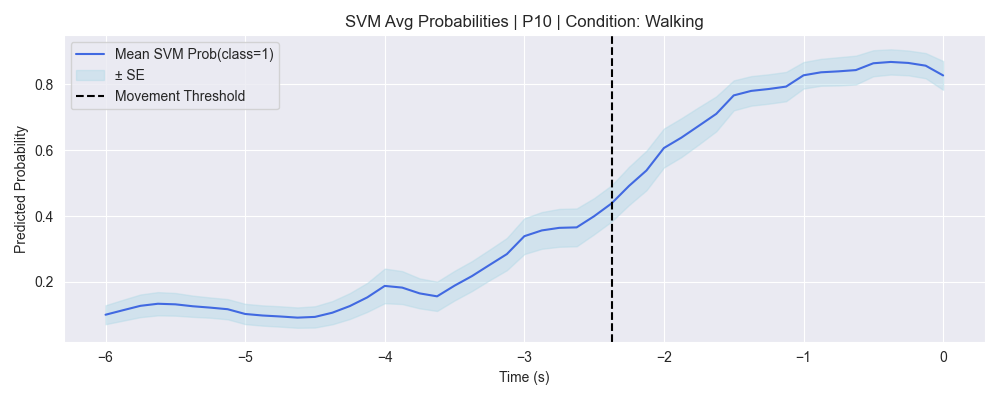 SVM Avg Probabilities | P10 | Condition: Walking
Mean SVM Prob(class=1)
± SE
Movement Threshold
Predicted Probability
0.8
0.6
0.4
0.2
−6 −5 −4 −3 −2 −1 0
Time (s)